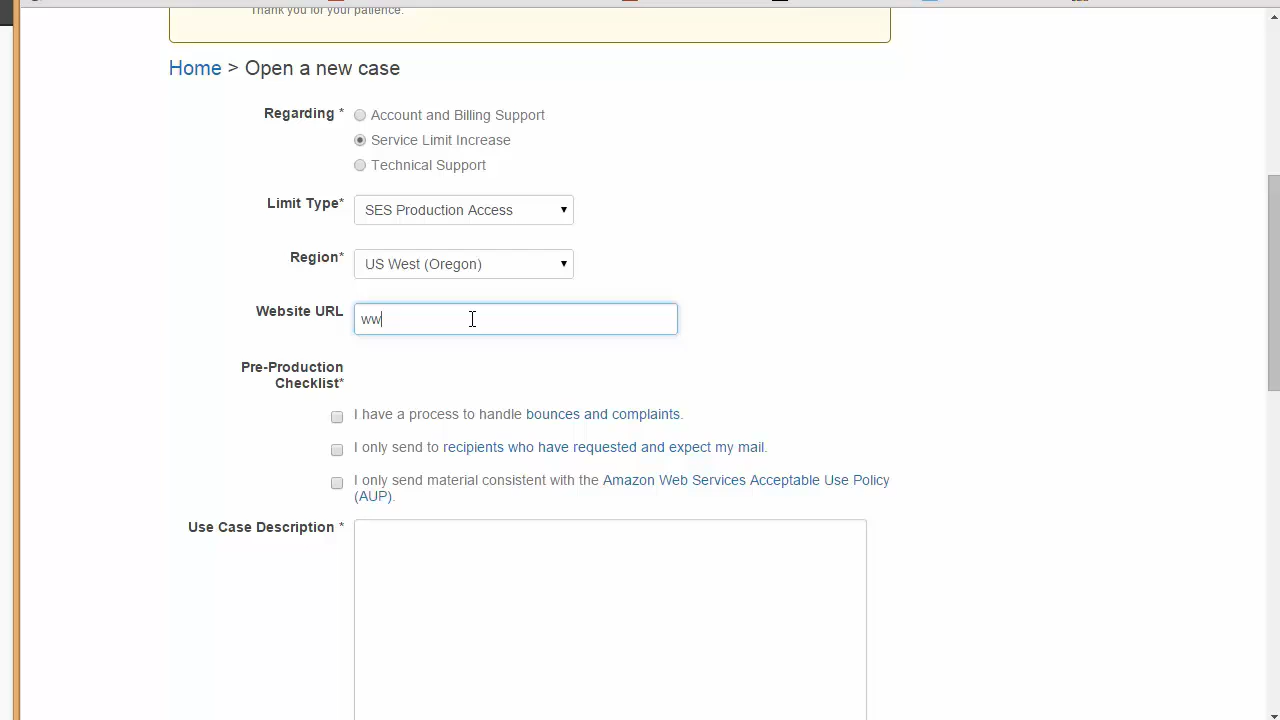 Thank you for your patience.
Home > Open a new case
Regarding *
Account and Billing Support
Service Limit Increase
Technical Support
Limit Type*
SES Production Access
Region*
US West (Oregon)
Website URL
ww
Pre-Production
Checklist*
I have a process to handle bounces and complaints.
I only send to recipients who have requested and expect my mail.
I only send material consistent with the Amazon Web Services Acceptable Use Policy
(AUP).
Use Case Description *